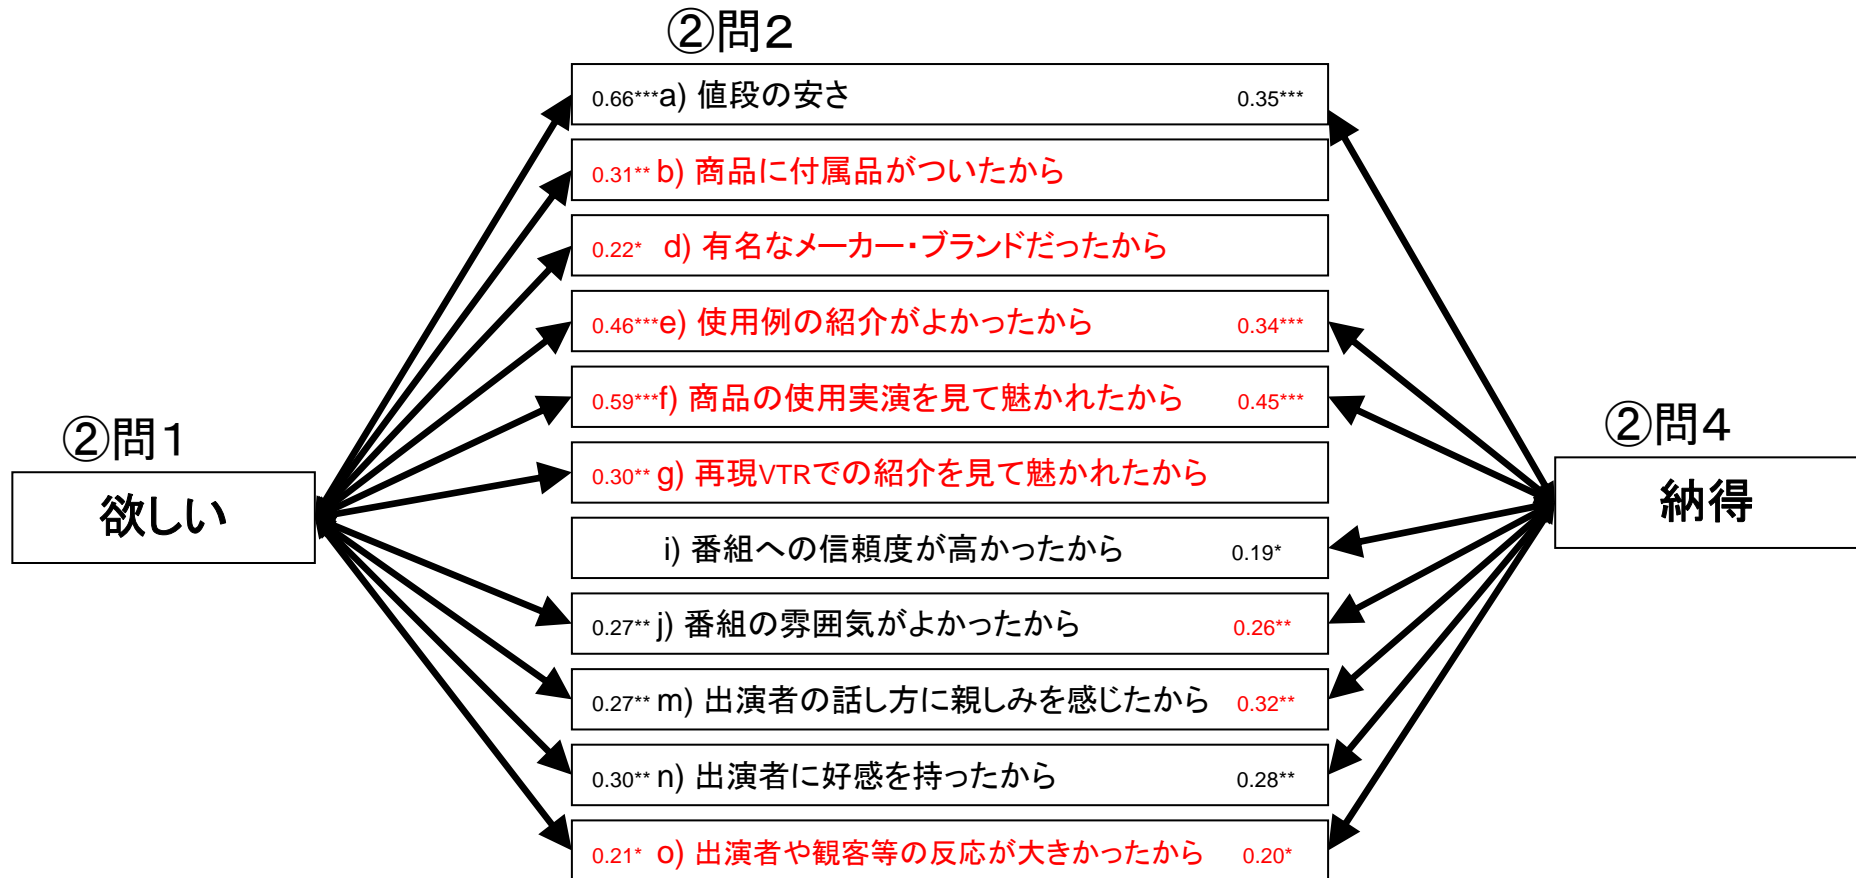 ②問2
0.66***a) 値段の安さ 0.35***
0.31** b) 商品に付属品がついたから
0.22* d) 有名なメーカー・ブランドだったから
0.46***e) 使用例の紹介がよかったから 0.34***
0.59***f) 商品の使用実演を見て魅かれたから 0.45***
②問1
②問4
0.30** g) 再現VTRでの紹介を見て魅かれたから
欲しい
納得
i) 番組への信頼度が高かったから 0.19*
0.27** j) 番組の雰囲気がよかったから 0.26**
0.27** m) 出演者の話し方に親しみを感じたから 0.32**
0.30** n) 出演者に好感を持ったから 0.28**
0.21* o) 出演者や観客等の反応が大きかったから 0.20*